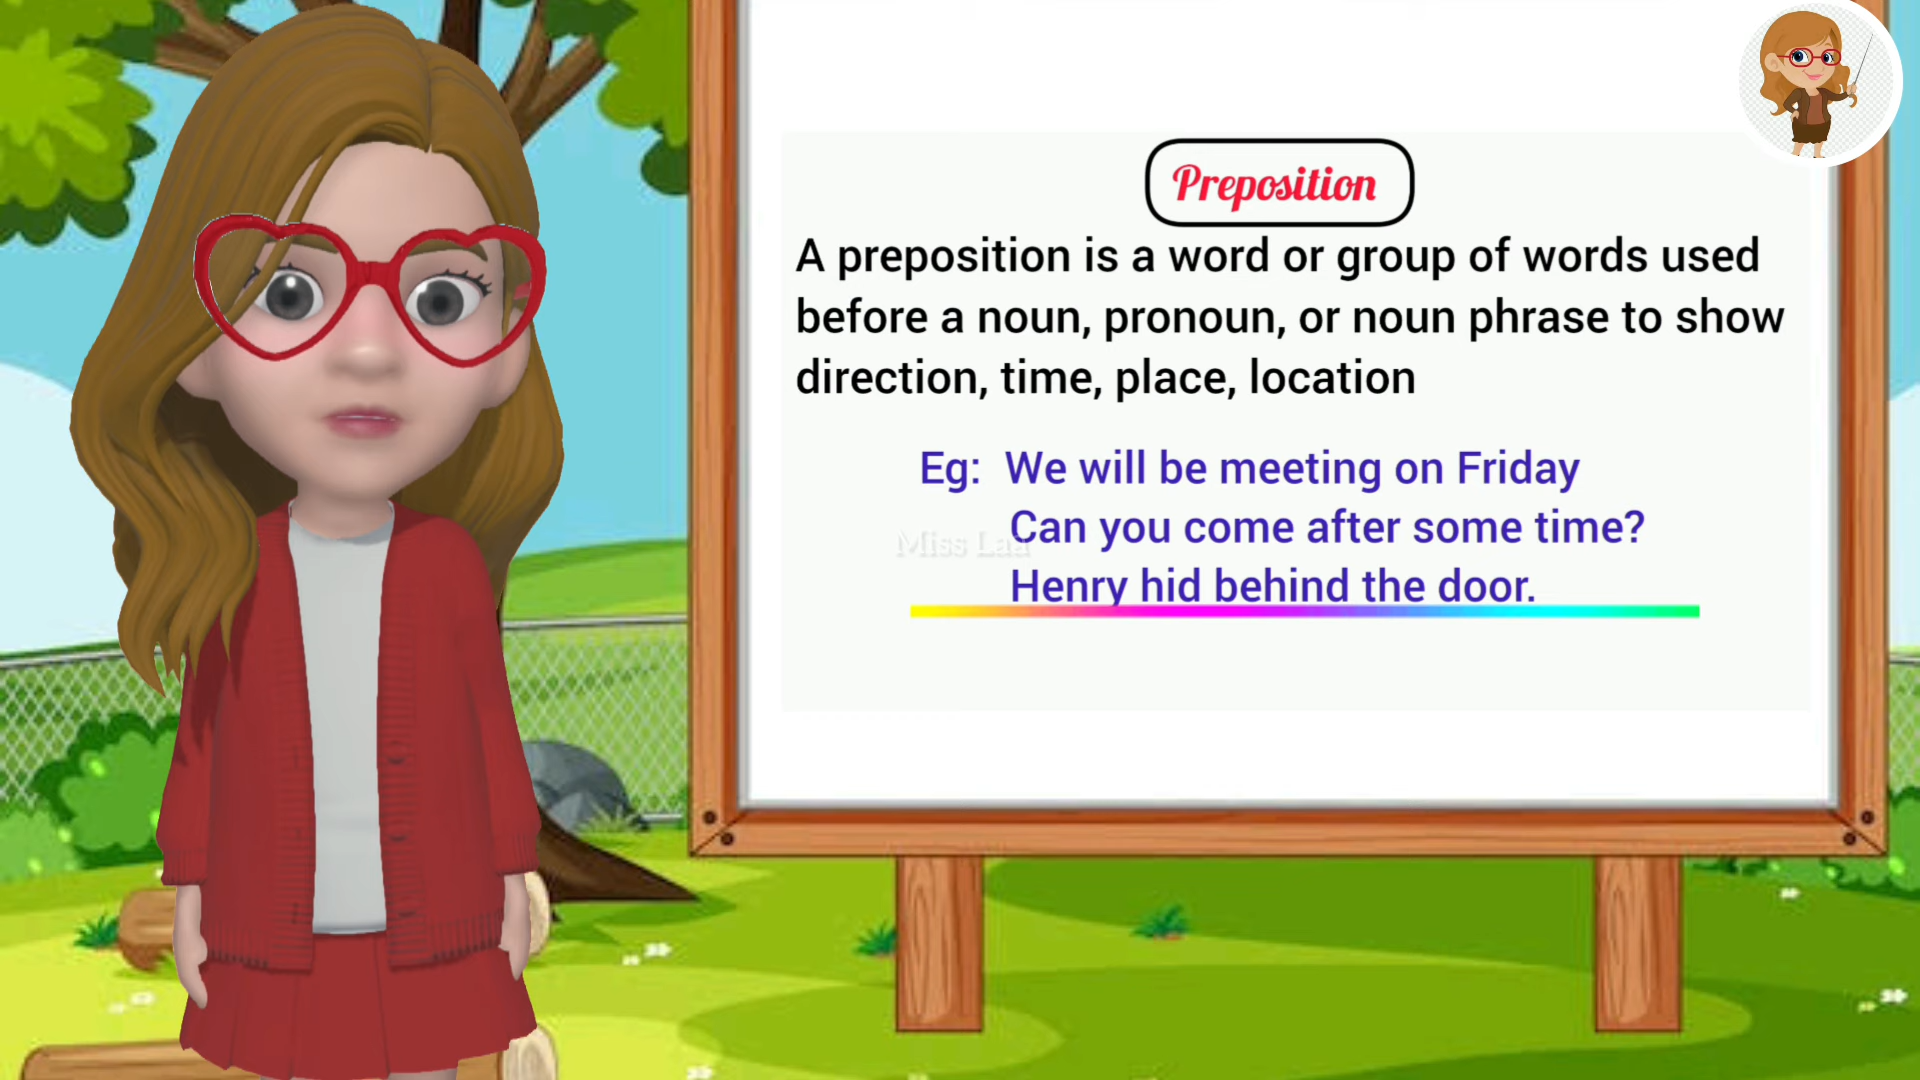 Preposition
A preposition is a word or group of words used
before a noun, pronoun, or noun phrase to show
direction, time, place, location
Eg: We will be meeting on Friday
Can you come after some time?
Miss Laa
Henry hid behind the door.